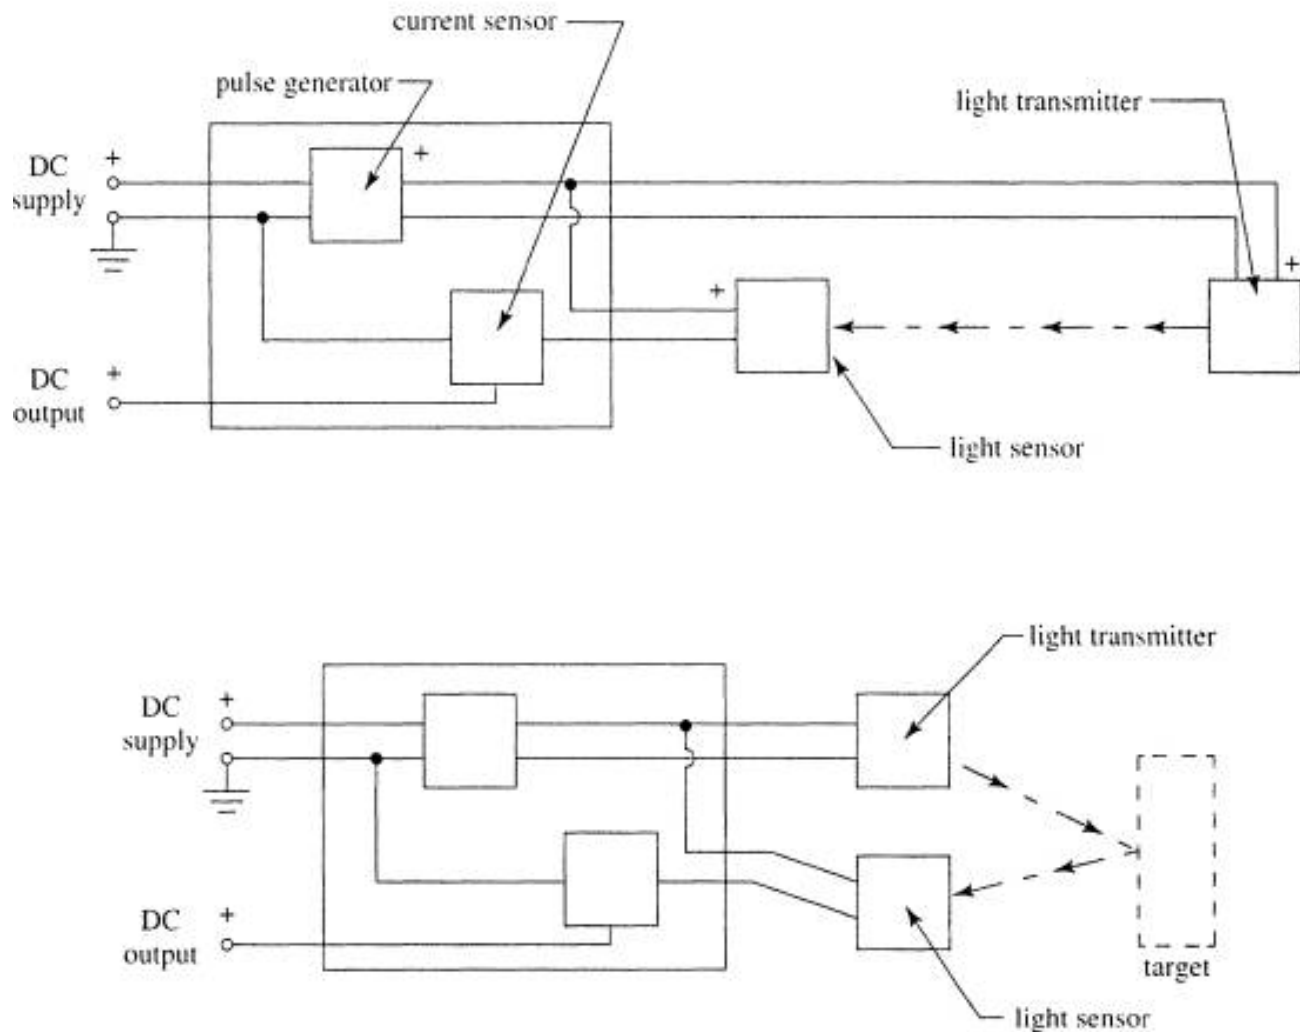 current sensor
pulse generator
light transmitter
+
+
DC
supply
+
+
+
DC
output
light sensor
light transmitter
+
DC
supply
+
DC
output
target
light sensor